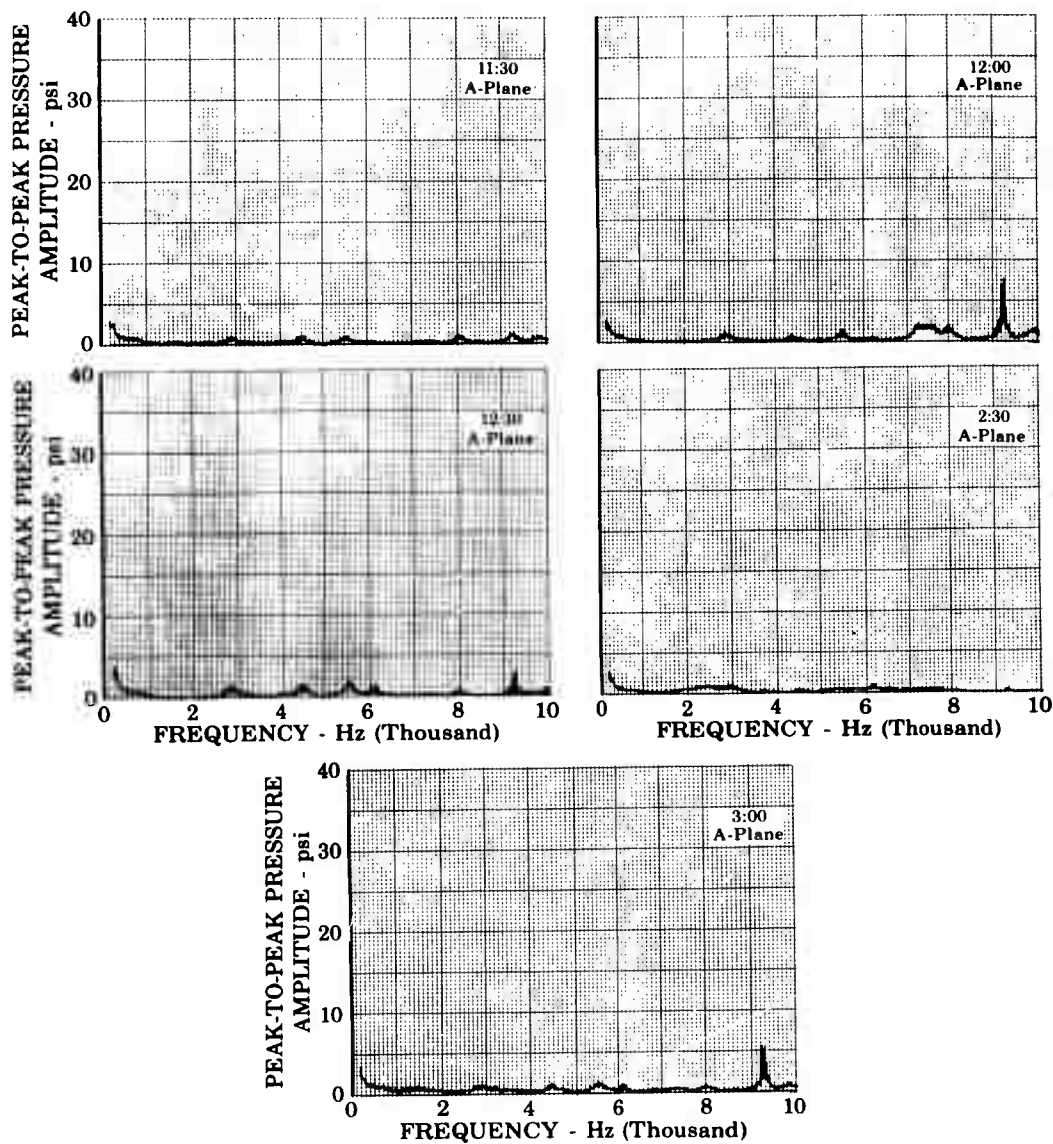 PEAK-TO-PEAK PRESSURE
AMPLITUDE - psi
40
30
20
10
0
11:30
A-Plane
12:00
A-Plane
PEAK-TO-PEAK PRESSURE
AMPLITUDE - psi
40
30
20
10
0
12:30
A-Plane
0 2 4 6 8 10
FREQUENCY - Hz (Thousand)
2:30
A-Plane
0 2 4 6 8 10
FREQUENCY - Hz (Thousand)
PEAK-TO-PEAK PRESSURE
AMPLITUDE - psi
40
30
20
10
0
3:00
A-Plane
0 2 4 6 8 10
FREQUENCY - Hz (Thousand)